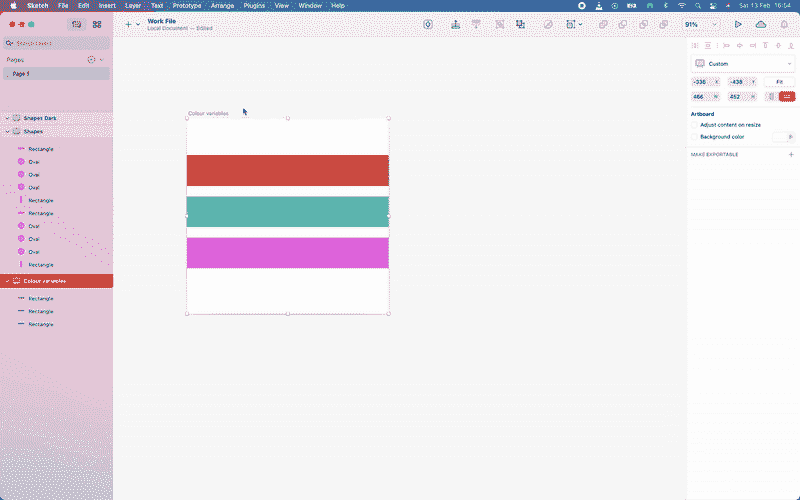 Sketch File Edit Insert Layer Text Prototype Arrange Plugins View Window Help Sat 13 Feb 16:54
Work File
Local Document — Edited
91%
Search Layers
Pages
Page 1
Shapes Dark
Shapes
Rectangle
Oval
Oval
Oval
Rectangle
Rectangle
Oval
Oval
Oval
Rectangle
Colour variables
Rectangle
Rectangle
Rectangle
Colour variables
Custom
-336 X -438 Y Fit
466 W 452 H
Artboard
Adjust content on resize
Background color
MAKE EXPORTABLE